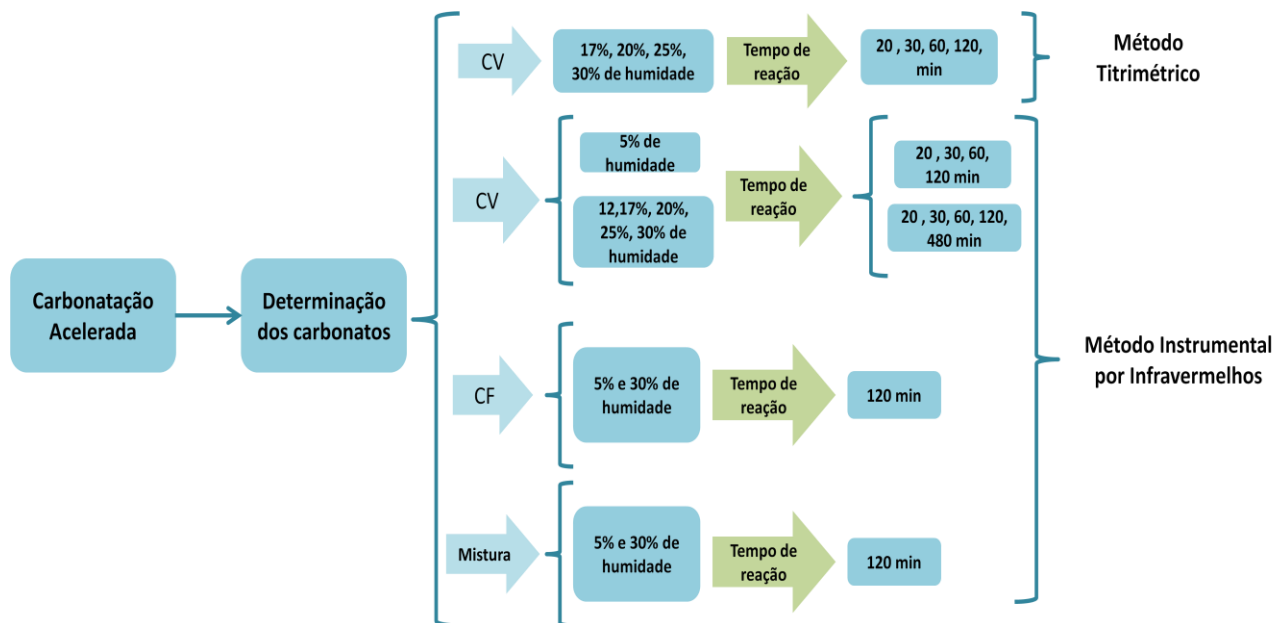 Carbonatação
Acelerada
Determinação
dos carbonatos
CV
17%, 20%, 25%,
30% de humidade
Tempo de
reação
20 , 30, 60, 120,
min
Método
Titrimétrico
CV
5% de
humidade
12,17%, 20%,
25%, 30% de
humidade
Tempo de
reação
20 , 30, 60,
120 min
20 , 30, 60, 120,
480 min
CF
5% e 30% de
humidade
Tempo de
reação
120 min
Mistura
5% e 30% de
humidade
Tempo de
reação
120 min
Método Instrumental
por Infravermelhos